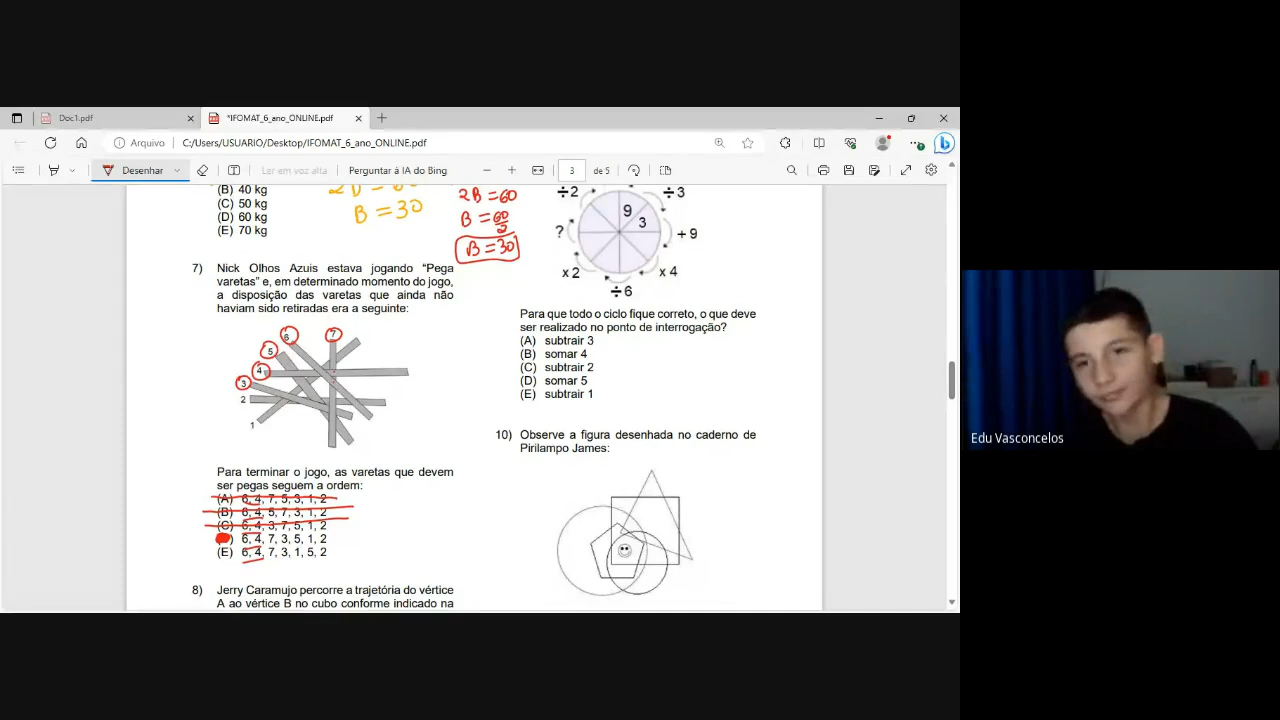 Doc1.pdf
*IFOMAT_6_ano_ONLINE.pdf
Arquivo
C:/Users/USUARIO/Desktop/IFOMAT_6_ano_ONLINE.pdf
Desenhar
Ler em voz alta
Perguntar à IA do Bing
3
de 5
(B) 40 kg
(C) 50 kg
(D) 60 kg
(E) 70 kg
B = 30
2B = 60
B = 60
B = 30
7) Nick Olhos Azuis estava jogando “Pega
varetas” e, em determinado momento do jogo,
a disposição das varetas que ainda não
haviam sido retiradas era a seguinte:
7
6
5
4
3
2
1
Para terminar o jogo, as varetas que devem
ser pegas seguem a ordem:
(A) 6, 4, 7, 5, 3, 1, 2
(B) 6, 4, 5, 7, 3, 1, 2
(C) 6, 4, 3, 7, 5, 1, 2
) 6, 4, 7, 3, 5, 1, 2
(E) 6, 4, 7, 3, 1, 5, 2
8) Jerry Caramujo percorre a trajetória do vértice
A ao vértice B no cubo conforme indicado na
÷2
÷3
9
3
?
+ 9
x 2
x 4
÷6
Para que todo o ciclo fique correto, o que deve
ser realizado no ponto de interrogação?
(A) subtrair 3
(B) somar 4
(C) subtrair 2
(D) somar 5
(E) subtrair 1
10) Observe a figura desenhada no caderno de
Pirilampo James:
Edu Vasconcelos